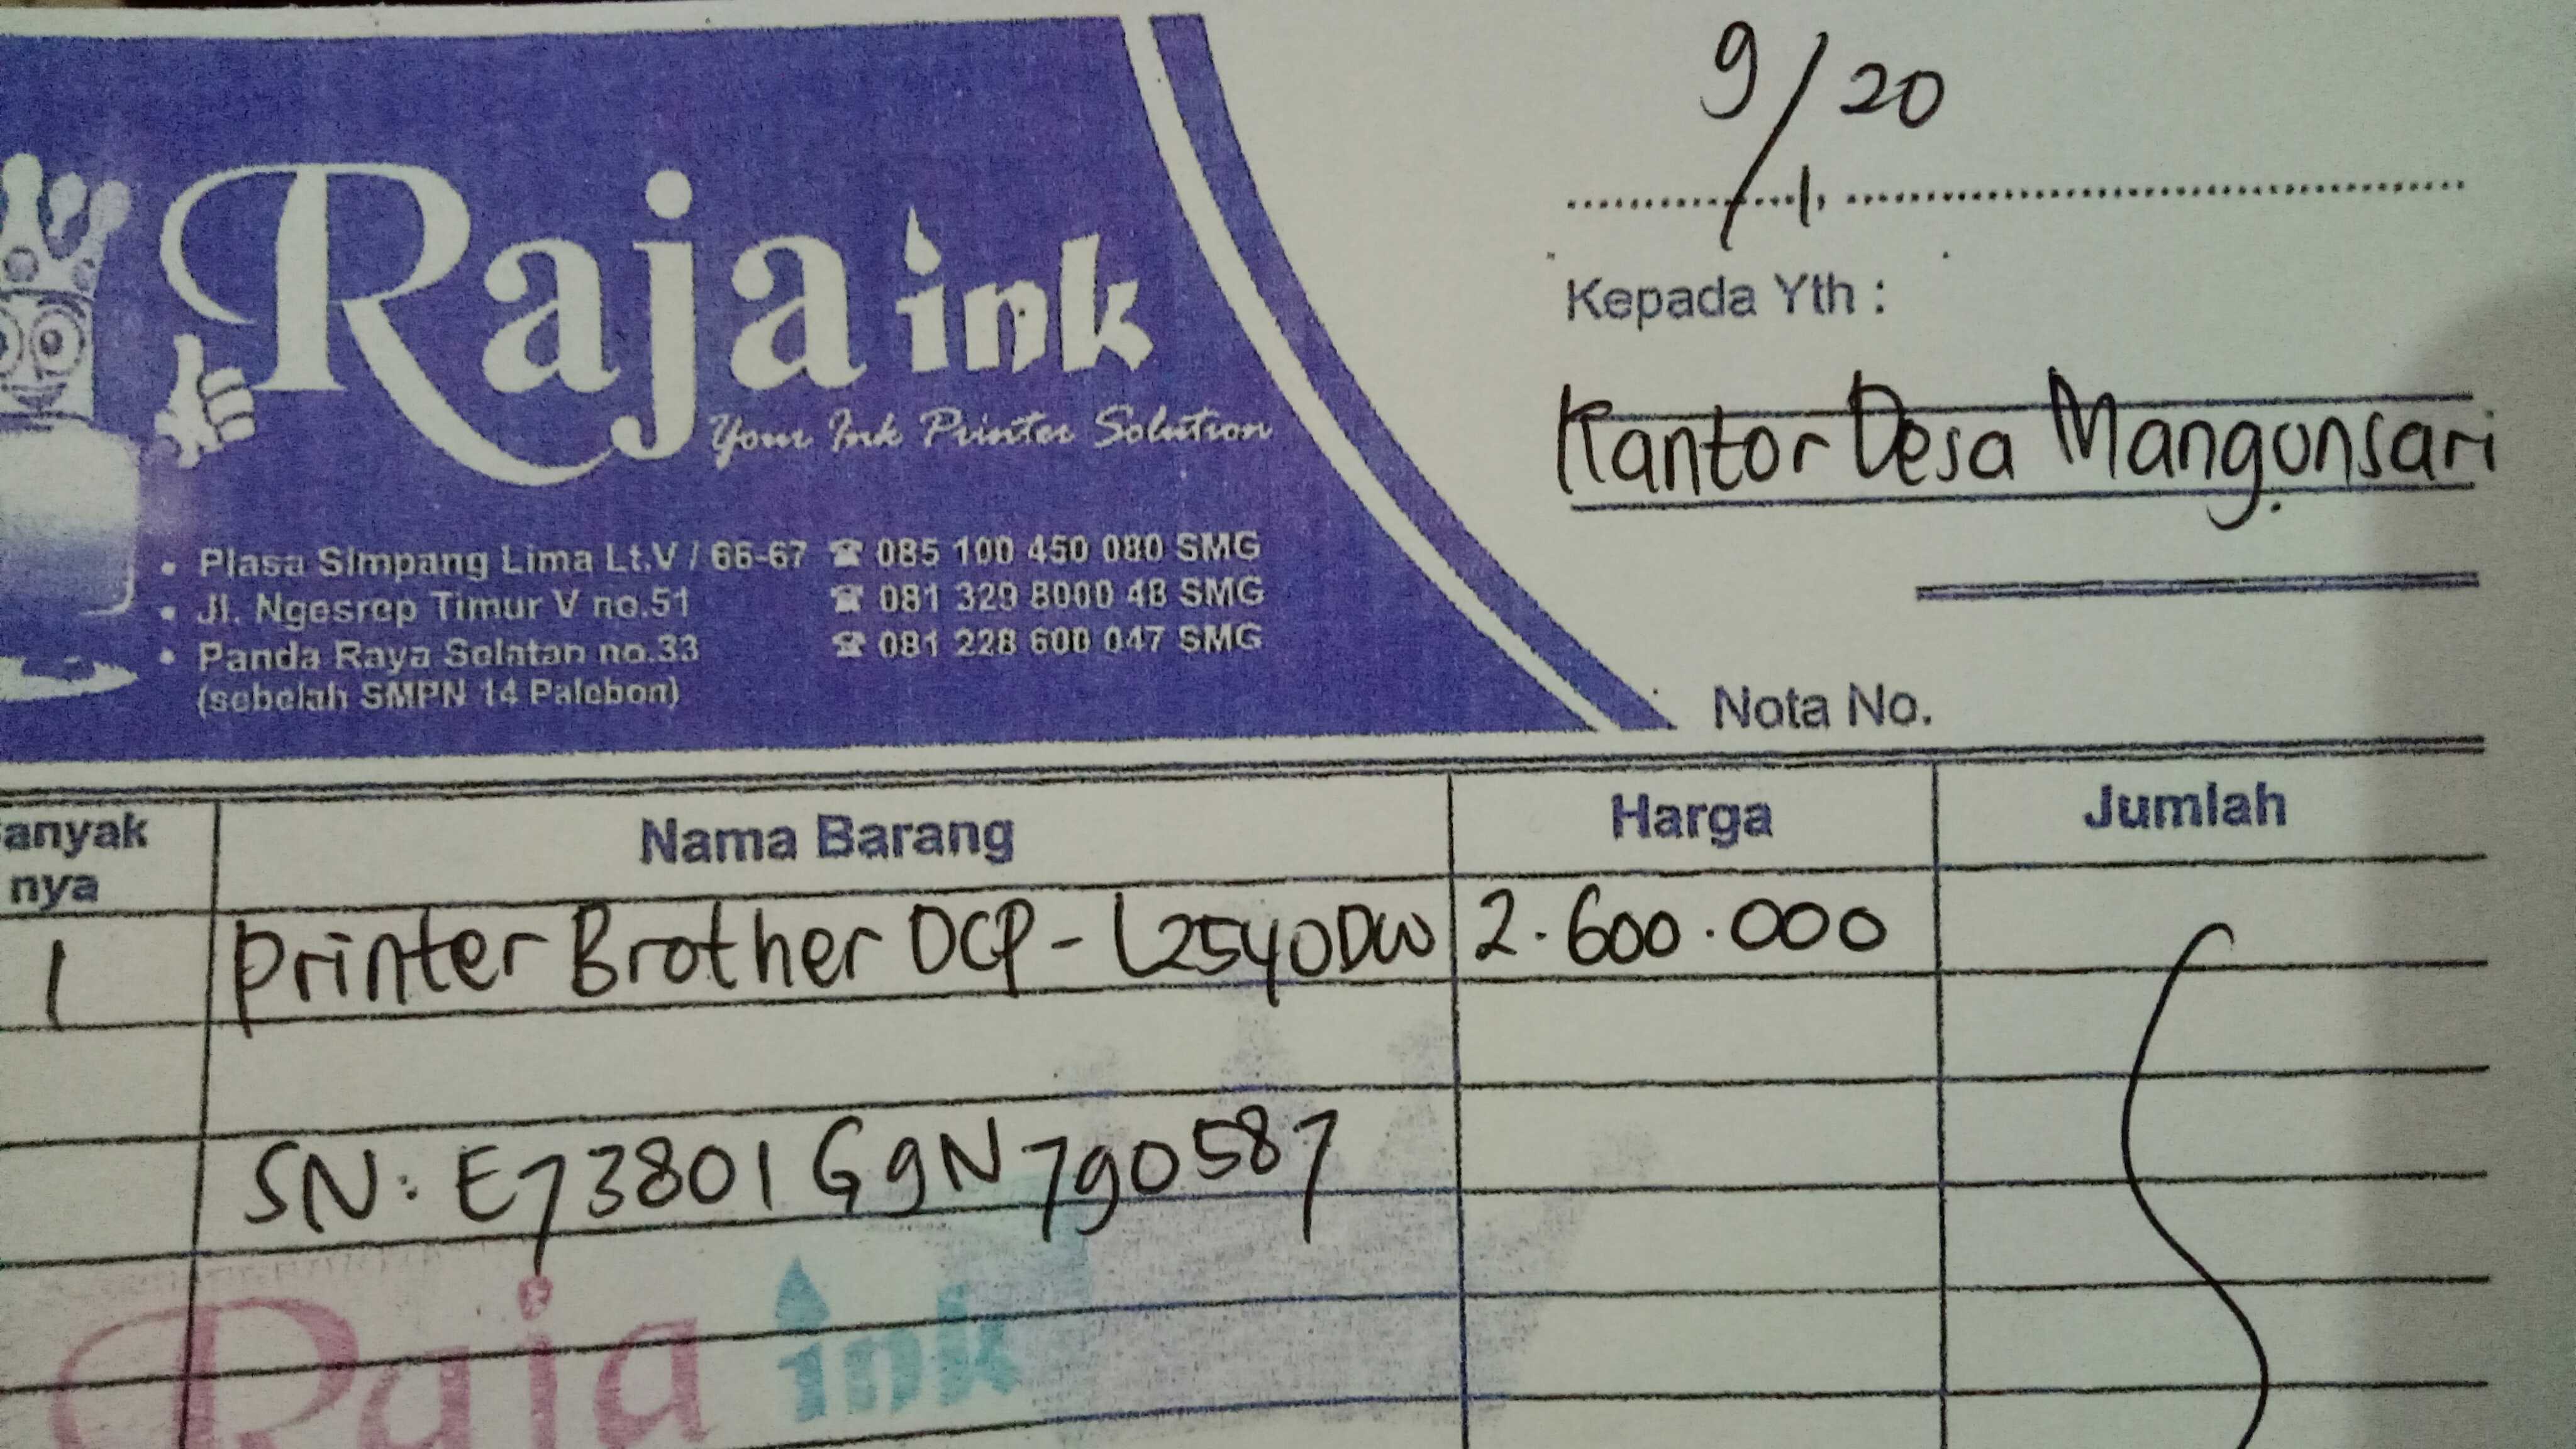 9/1 20
Raja ink
Your Ink Printer Solution
Kepada Yth :
Kantor Desa Mangunsari
• Plasa Simpang Lima Lt.V / 66-67 ☎ 085 100 450 080 SMG
• Jl. Ngesrep Timur V no.51 ☎ 081 329 8000 48 SMG
• Panda Raya Selatan no.33 ☎ 081 228 600 047 SMG
(sebelah SMPN 14 Palebon)
Nota No.
anyak nya Nama Barang Harga Jumlah
1 Printer Brother DCP-L2540DW 2.600.000
SN: E73801G9N790587
Raja ink